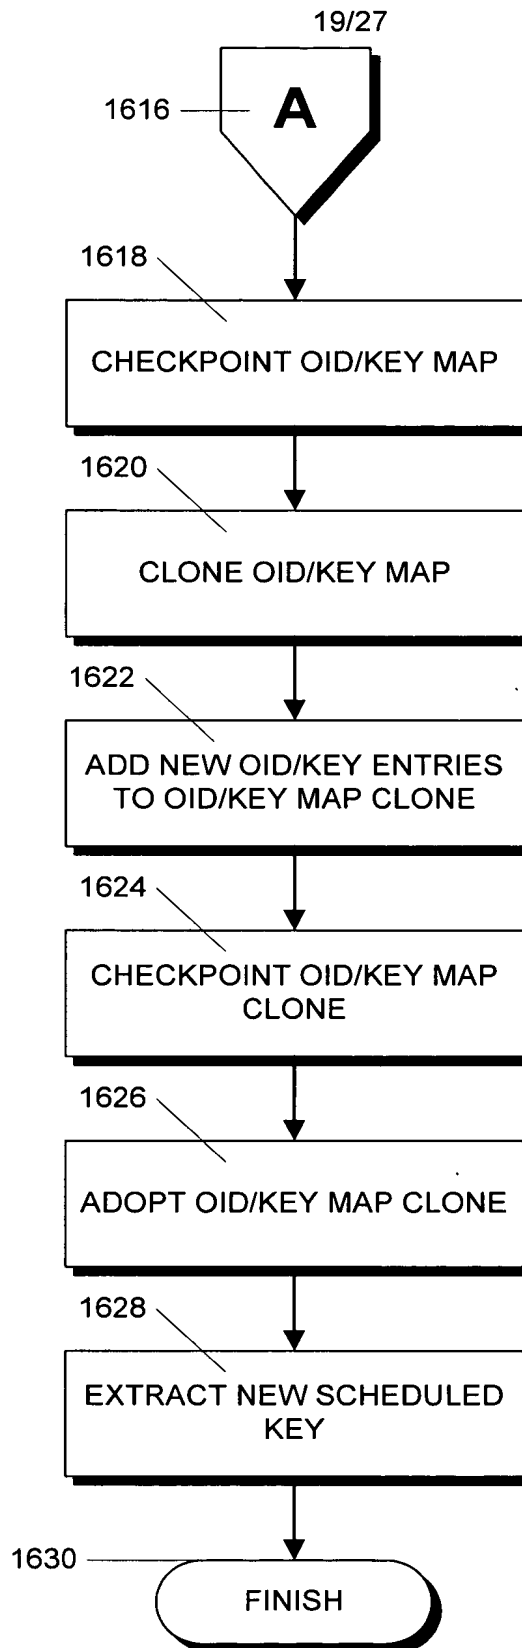 19/27
1616
A
1618
CHECKPOINT OID/KEY MAP
1620
CLONE OID/KEY MAP
1622
ADD NEW OID/KEY ENTRIES
TO OID/KEY MAP CLONE
1624
CHECKPOINT OID/KEY MAP
CLONE
1626
ADOPT OID/KEY MAP CLONE
1628
EXTRACT NEW SCHEDULED
KEY
1630
FINISH